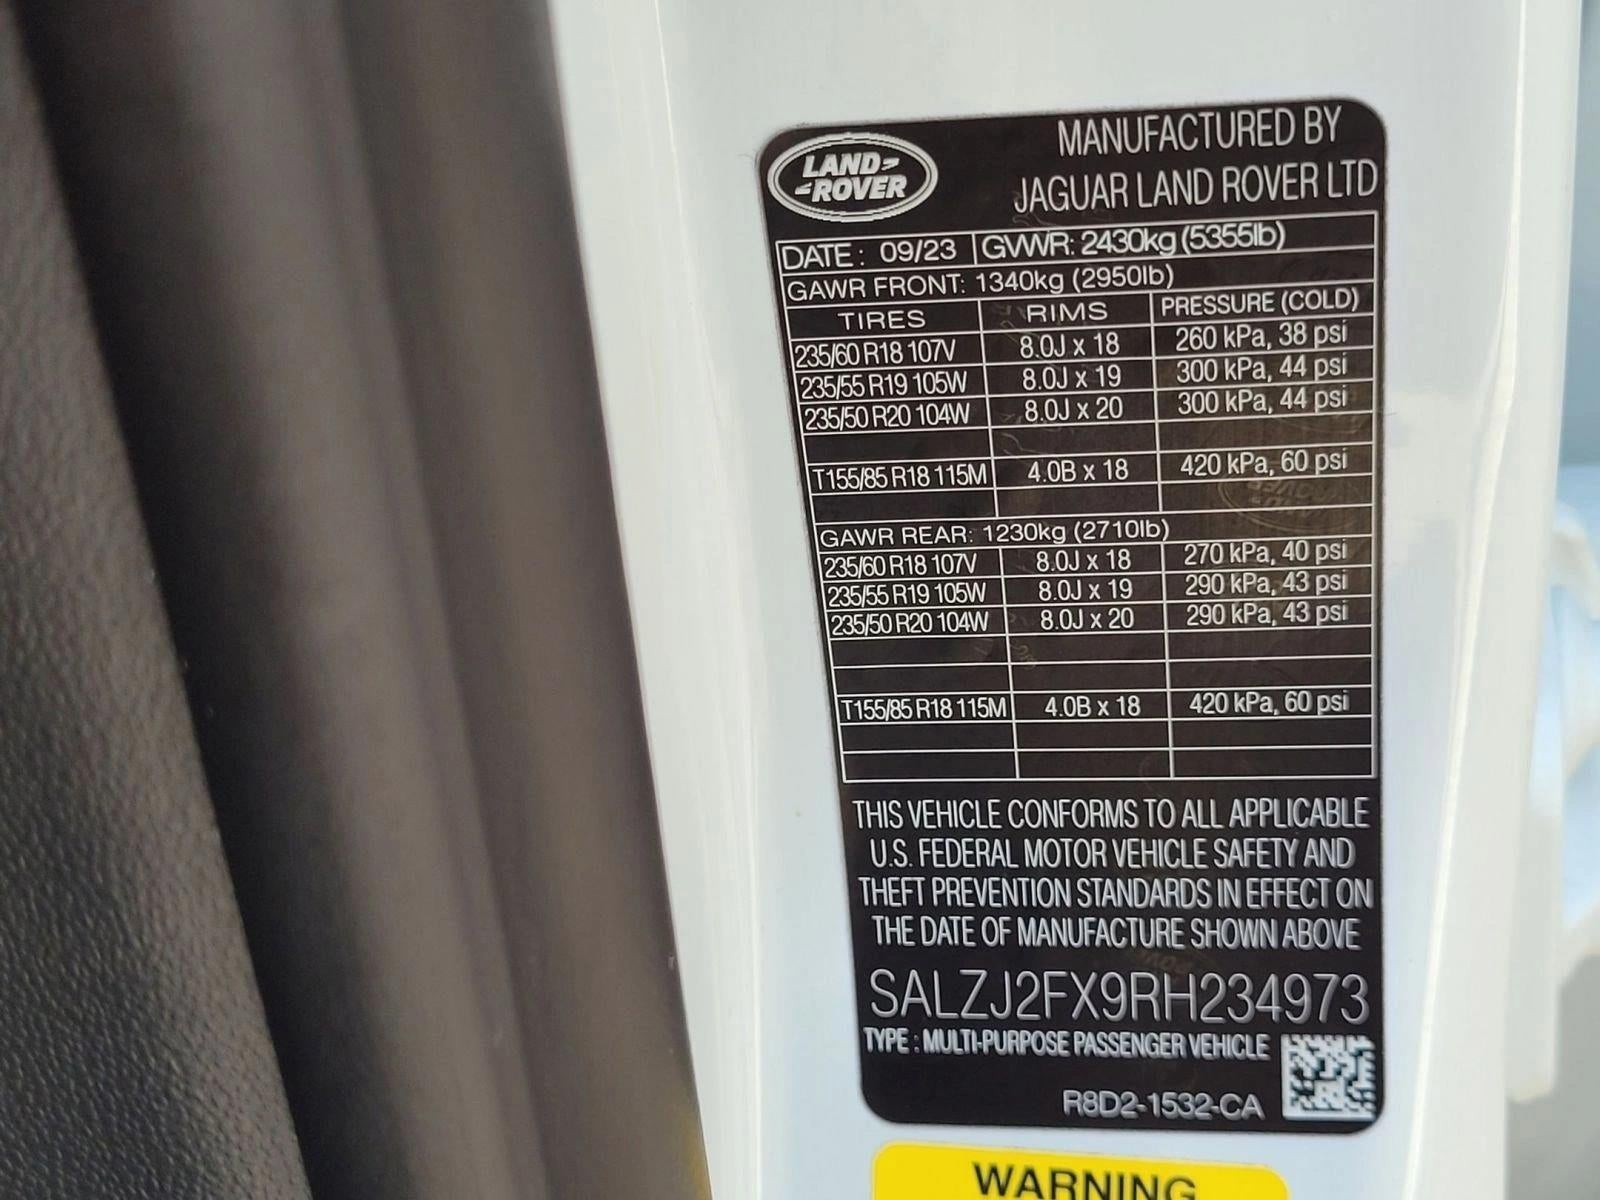 LAND
ROVER
MANUFACTURED BY
JAGUAR LAND ROVER LTD
DATE : 09/23 GVWR: 2430kg (5355lb)
GAWR FRONT: 1340kg (2950lb)
TIRES RIMS PRESSURE (COLD)
235/60 R18 107V 8.0J x 18 260 kPa, 38 psi
235/55 R19 105W 8.0J x 19 300 kPa, 44 psi
235/50 R20 104W 8.0J x 20 300 kPa, 44 psi
T155/85 R18 115M 4.0B x 18 420 kPa, 60 psi
GAWR REAR: 1230kg (2710lb)
235/60 R18 107V 8.0J x 18 270 kPa, 40 psi
235/55 R19 105W 8.0J x 19 290 kPa, 43 psi
235/50 R20 104W 8.0J x 20 290 kPa, 43 psi
T155/85 R18 115M 4.0B x 18 420 kPa, 60 psi
THIS VEHICLE CONFORMS TO ALL APPLICABLE
U.S. FEDERAL MOTOR VEHICLE SAFETY AND
THEFT PREVENTION STANDARDS IN EFFECT ON
THE DATE OF MANUFACTURE SHOWN ABOVE
SALZJ2FX9RH234973
TYPE : MULTI-PURPOSE PASSENGER VEHICLE
R8D2-1532-CA
WARNING